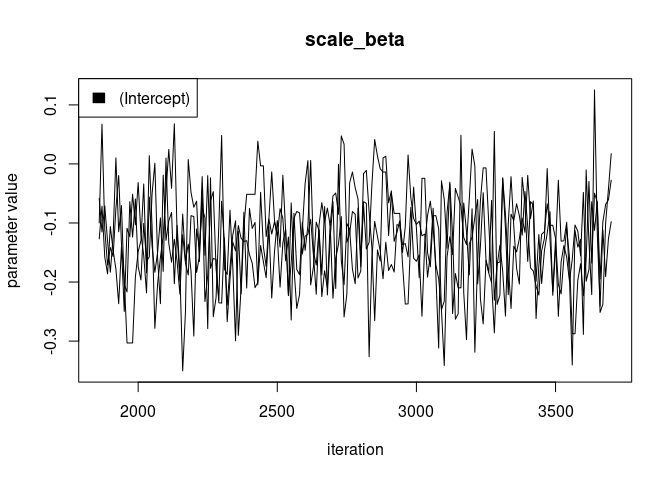 scale_beta
(Intercept)
0.1
0.0
-0.1
-0.2
-0.3
parameter value
2000 2500 3000 3500
iteration